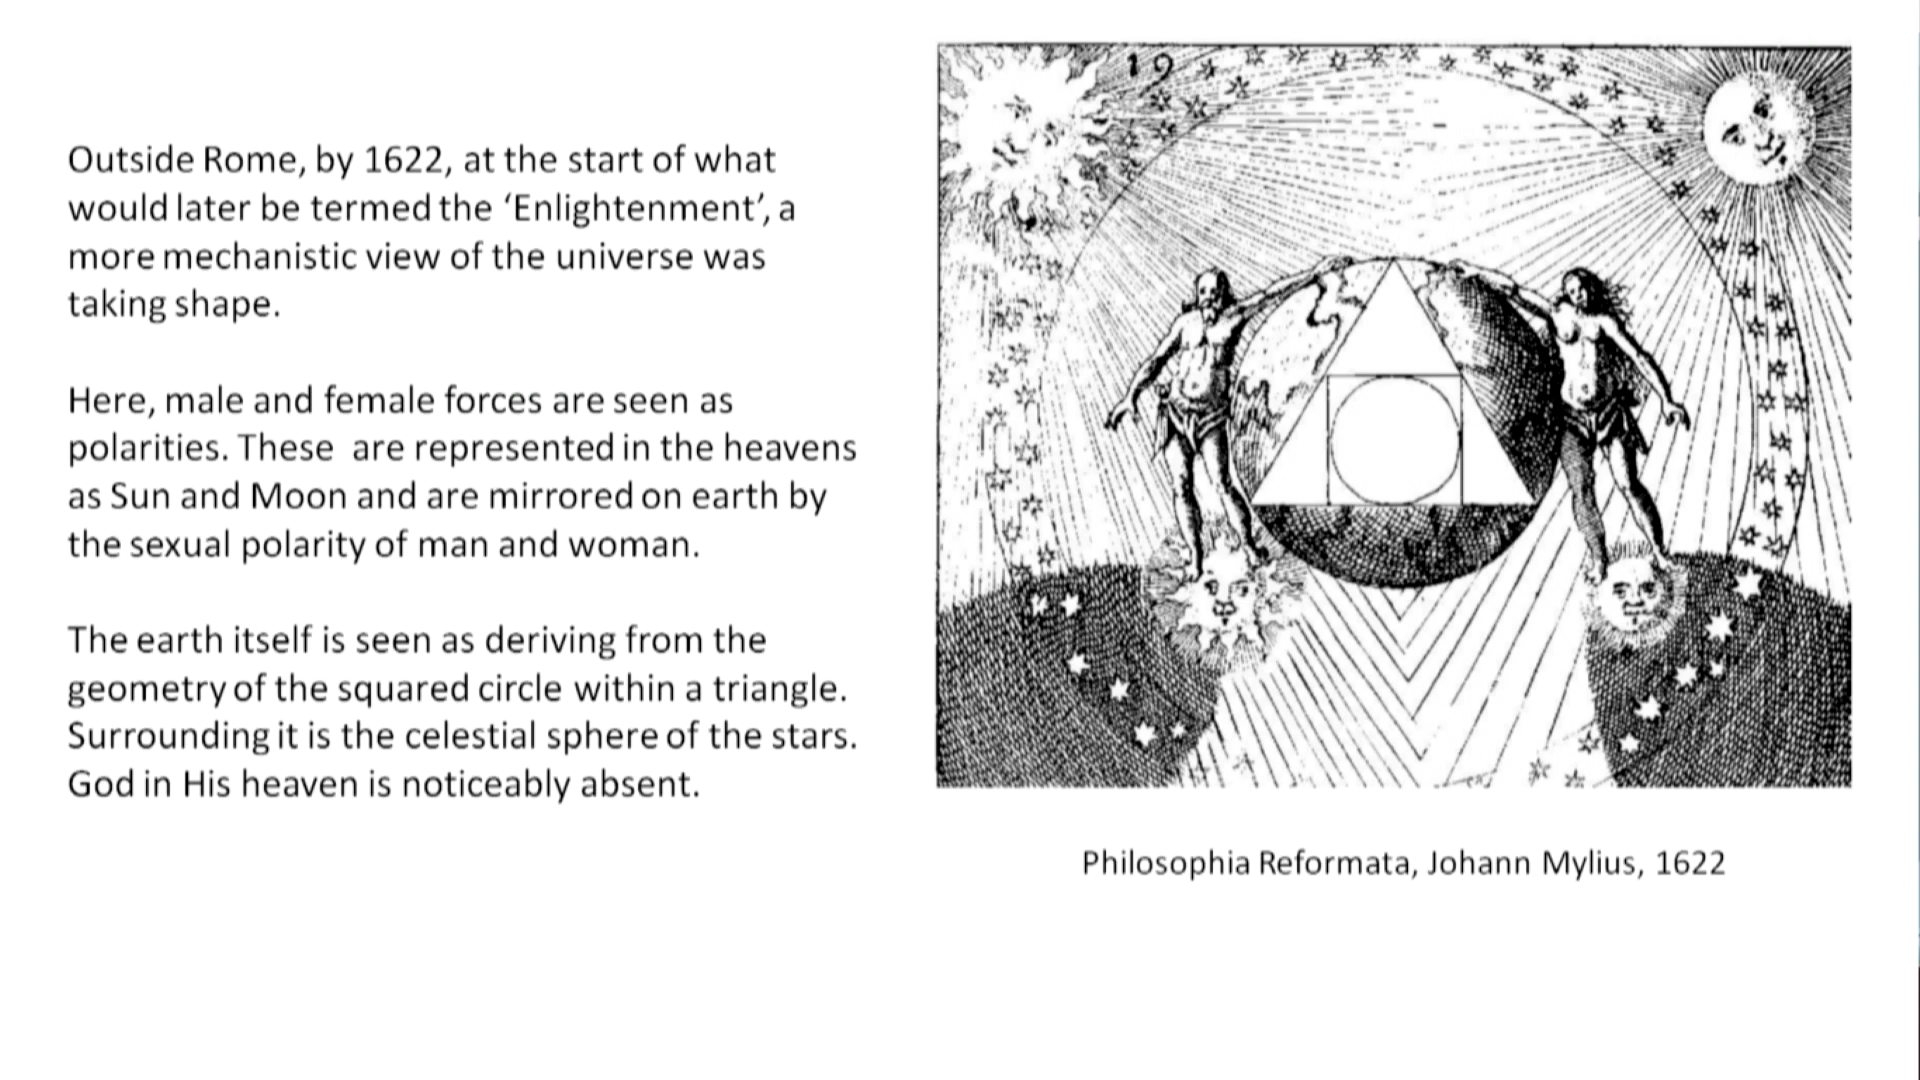 Outside Rome, by 1622, at the start of what
would later be termed the ‘Enlightenment’, a
more mechanistic view of the universe was
taking shape.
Here, male and female forces are seen as
polarities. These  are represented in the heavens
as Sun and Moon and are mirrored on earth by
the sexual polarity of man and woman.
The earth itself is seen as deriving from the
geometry of the squared circle within a triangle.
Surrounding it is the celestial sphere of the stars.
God in His heaven is noticeably absent.
19
Philosophia Reformata, Johann Mylius, 1622